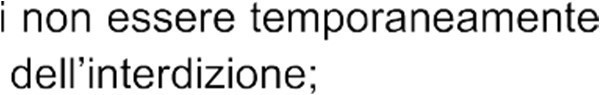 i non essere temporaneamente
dell'interdizione;